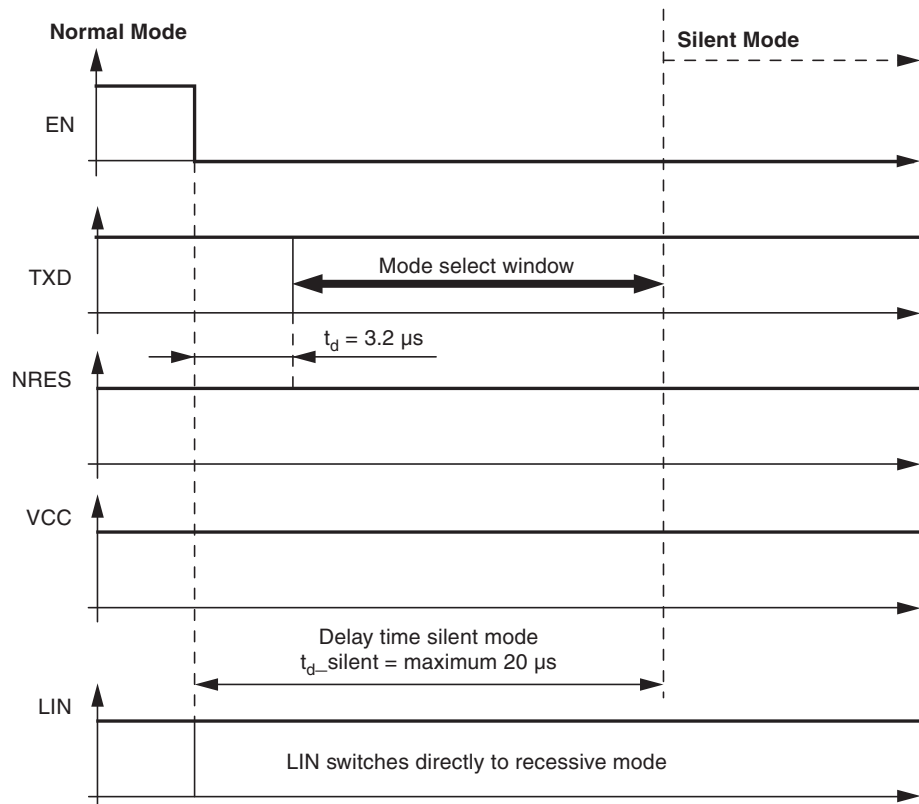 Normal Mode
Silent Mode
EN
TXD
Mode select window
t_d = 3.2 µs
NRES
VCC
Delay time silent mode
t_d_silent = maximum 20 µs
LIN
LIN switches directly to recessive mode